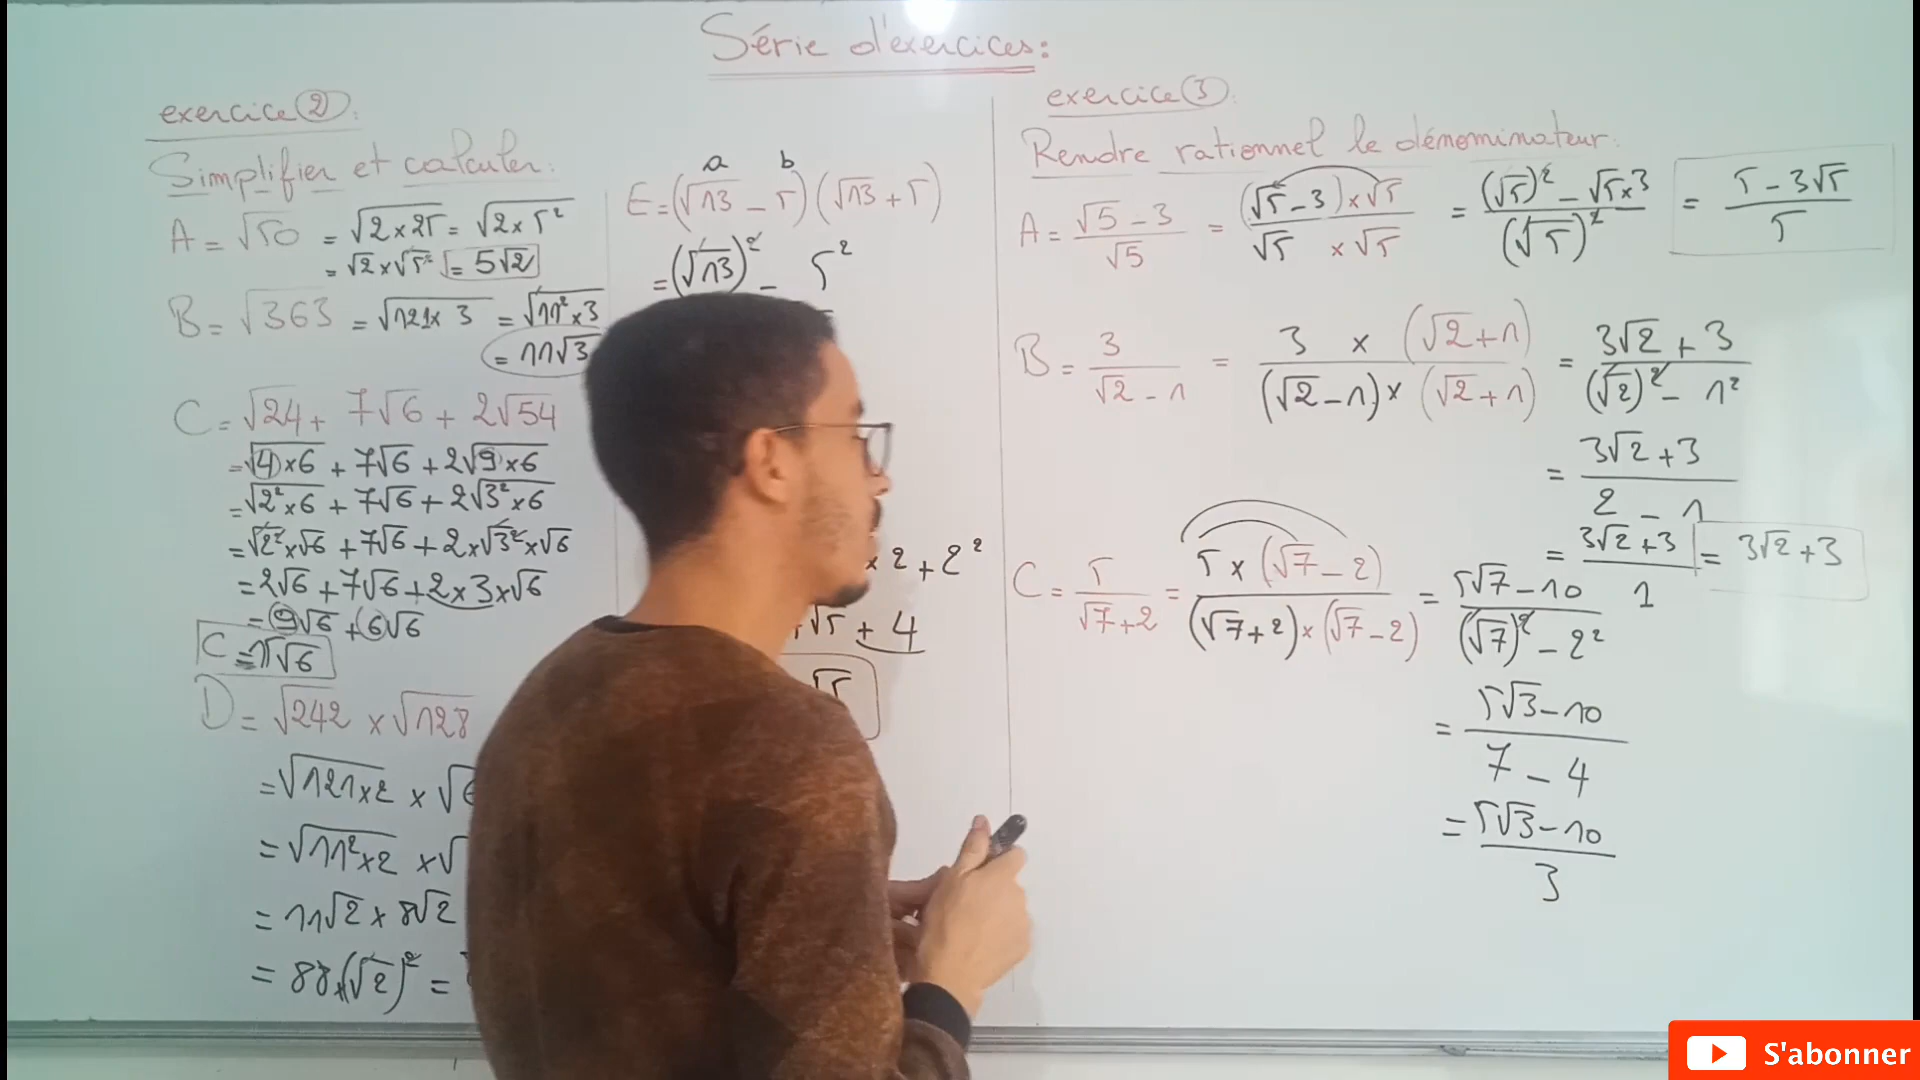 Série d'exercices:
exercice ②:
Simplifier et calculer:
A = √50 = √2×25 = √2×5²
= √2 × √5² = 5√2
B = √363 = √121×3 = √11²×3
= 11√3
C = √24 + 7√6 + 2√54
= √4×6 + 7√6 + 2√9×6
= √2²×6 + 7√6 + 2√3²×6
= √2²×√6 + 7√6 + 2×√3²×√6
= 2√6 + 7√6 + 2×3×√6
= 9√6 + 6√6
C = 15√6
D = √242 × √128
= √121×2 × √6
= √11²×2 × √
= 11√2 × 8√2
= 88×(√2)² =
a b
E = (√13 - 5)(√13 + 5)
= (√13)² - 5²
× 2 + 2²
√5 + 4
√5
exercice ③:
Rendre rationnel le dénominateur:
A = (√5 - 3)/√5 = ((√5 - 3)×√5)/(√5 × √5) = ((√5)² - √5×3)/(√5)² = (5 - 3√5)/5
B = 3/(√2 - 1) = (3 × (√2+1))/((√2-1)×(√2+1)) = (3√2 + 3)/((√2)² - 1²)
= (3√2 + 3)/(2 - 1)
= (3√2 + 3)/1 = 3√2 + 3
C = 5/(√7+2) = (5 × (√7 - 2))/((√7+2)×(√7-2)) = (5√7 - 10)/((√7)² - 2²)
= (5√3 - 10)/(7 - 4)
= (5√3 - 10)/3
S'abonner